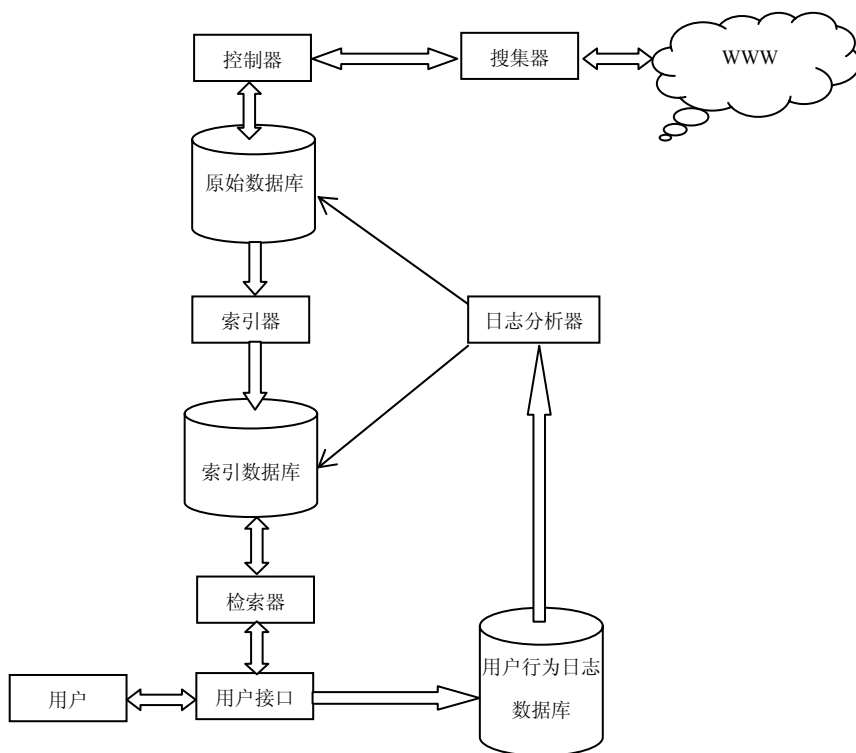 控制器
搜集器
WWW
原始数据库
索引器
日志分析器
索引数据库
检索器
用户行为日志
数据库
用户
用户接口